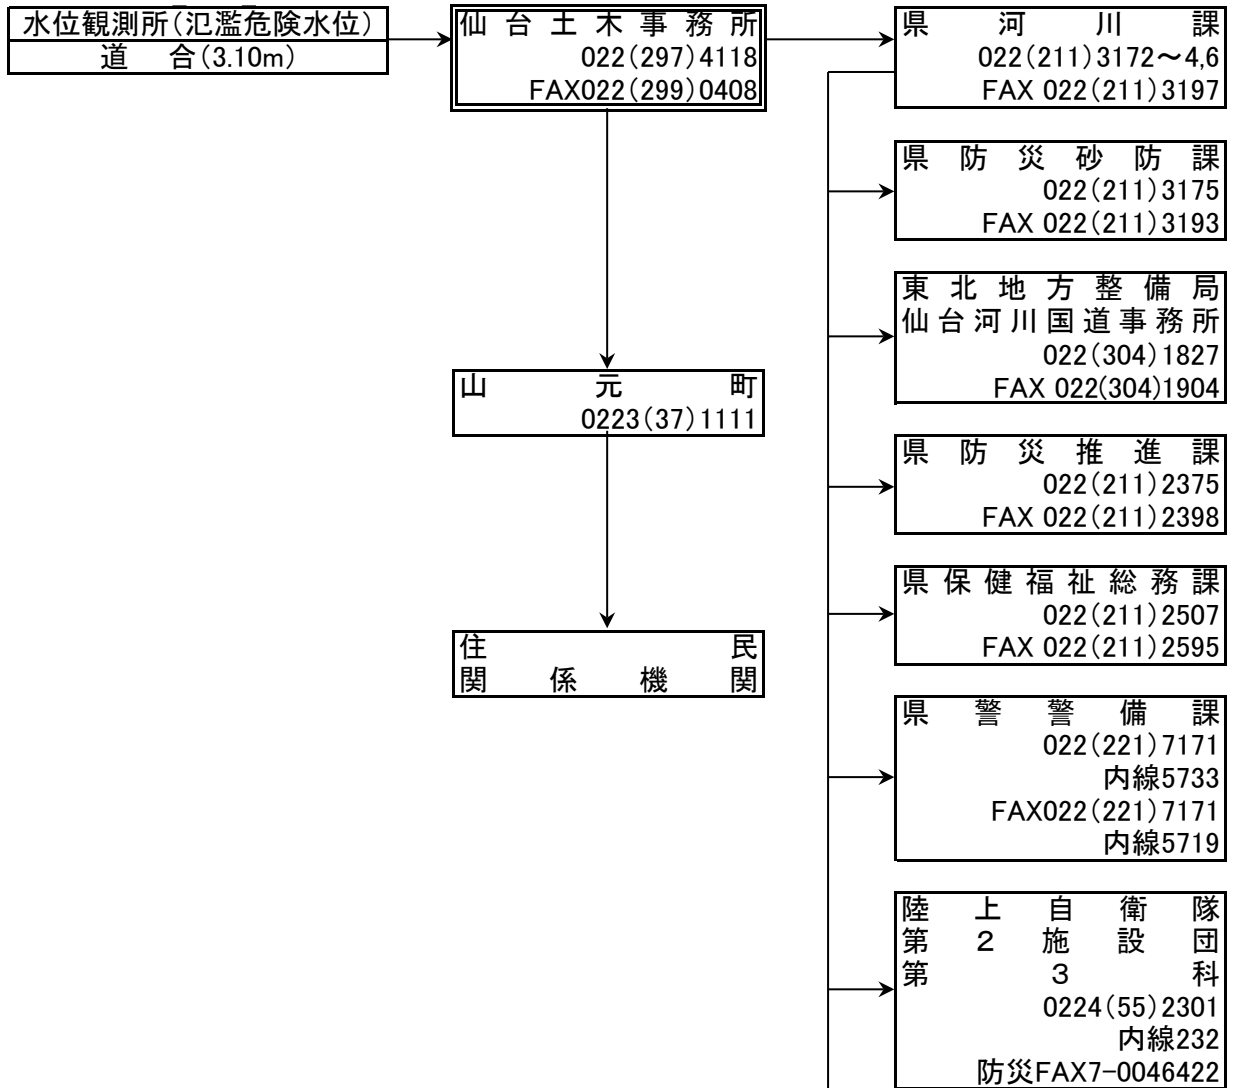 水位観測所(氾濫危険水位)
道 合(3.10m)
仙台土木事務所
022(297)4118
FAX022(299)0408
山元町
0223(37)1111
住民
関係機関
県河川課
022(211)3172～4,6
FAX 022(211)3197
県防災砂防課
022(211)3175
FAX 022(211)3193
東北地方整備局
仙台河川国道事務所
022(304)1827
FAX 022(304)1904
県防災推進課
022(211)2375
FAX 022(211)2398
県保健福祉総務課
022(211)2507
FAX 022(211)2595
県警警備課
022(221)7171
内線5733
FAX022(221)7171
内線5719
陸上自衛隊
第２施設団
第３科
0224(55)2301
内線232
防災FAX7-0046422